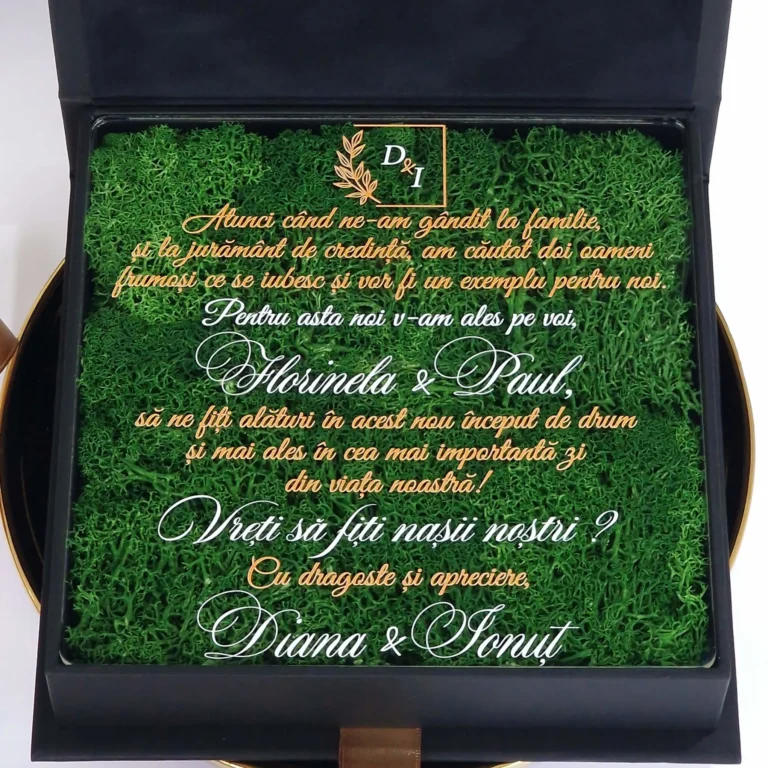 D&I
Atunci când ne-am gândit la familie,
și la jurământ de credință, am căutat doi oameni
frumoși ce se iubesc și vor fi un exemplu pentru noi.
Pentru asta noi v-am ales pe voi,
Florinela & Paul,
să ne fiți alături în acest nou început de drum
și mai ales în cea mai importantă zi
din viața noastră!
Vreți să fiți nașii noștri ?
Cu dragoste și apreciere,
Diana & Ionuț